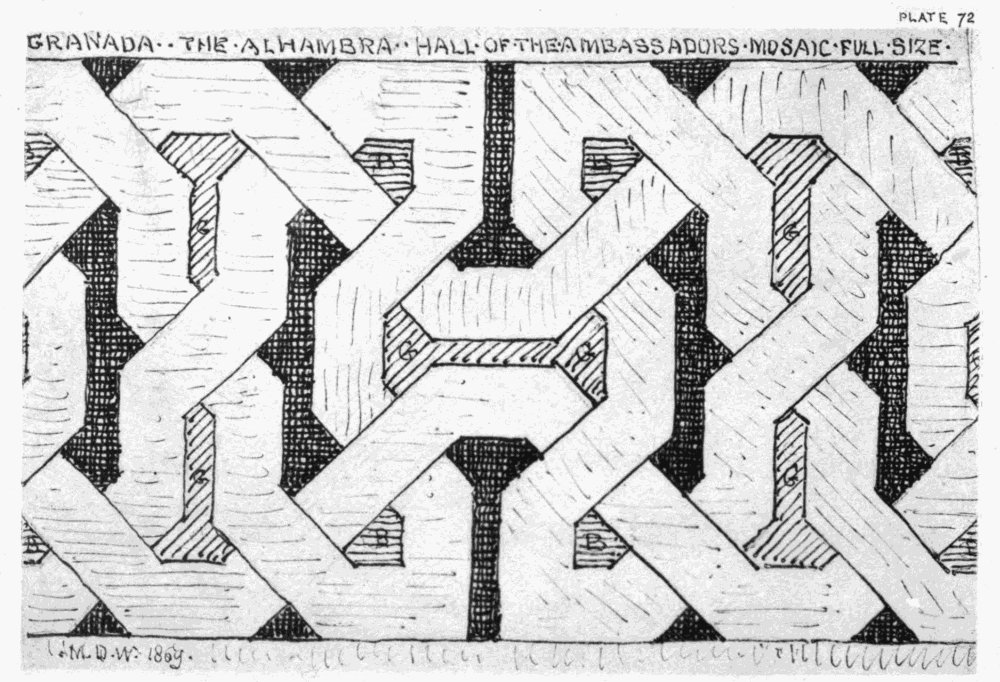 PLATE 72
GRANADA·· THE·ALHAMBRA·· HALL·OF·THE·AMBASSADORS·MOSAIC·FULL·SIZE·
B B B
G G
G G
G G
B B B
M.D.W. 1869.